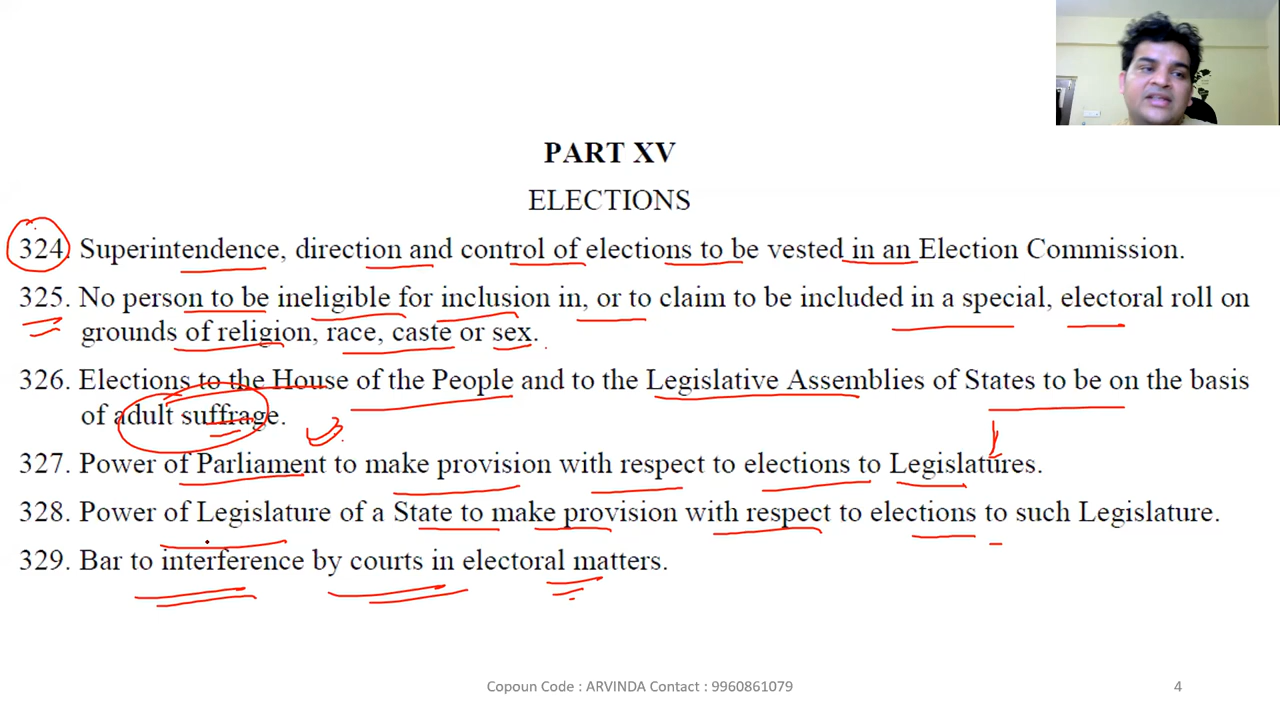 PART XV
ELECTIONS
324. Superintendence, direction and control of elections to be vested in an Election Commission.
325. No person to be ineligible for inclusion in, or to claim to be included in a special, electoral roll on
grounds of religion, race, caste or sex.
326. Elections to the House of the People and to the Legislative Assemblies of States to be on the basis
of adult suffrage.
327. Power of Parliament to make provision with respect to elections to Legislatures.
328. Power of Legislature of a State to make provision with respect to elections to such Legislature.
329. Bar to interference by courts in electoral matters.
Copoun Code : ARVINDA Contact : 9960861079
4